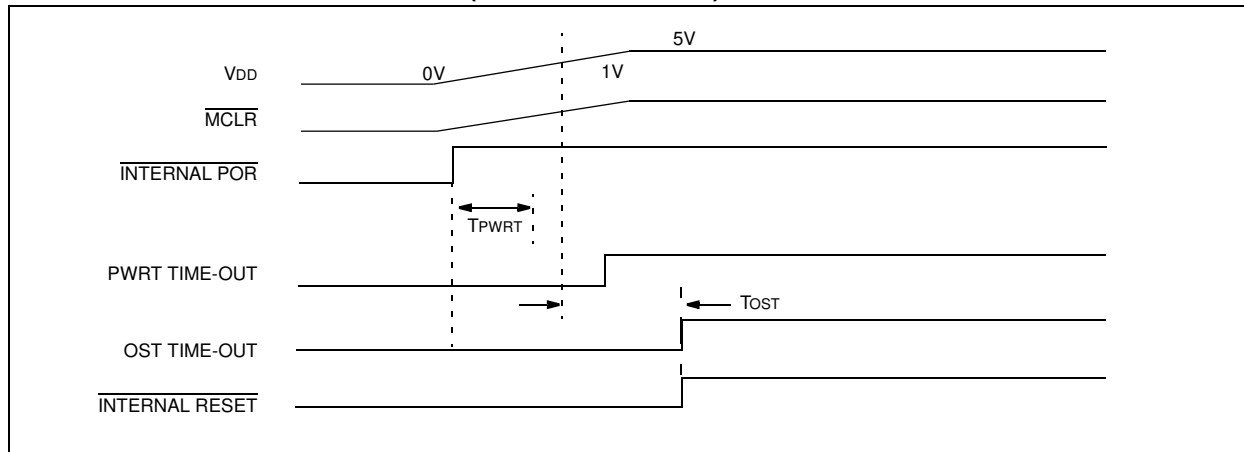 5V
VDD
0V
1V
MCLR
INTERNAL POR
TPWRT
PWRT TIME-OUT
TOST
OST TIME-OUT
INTERNAL RESET